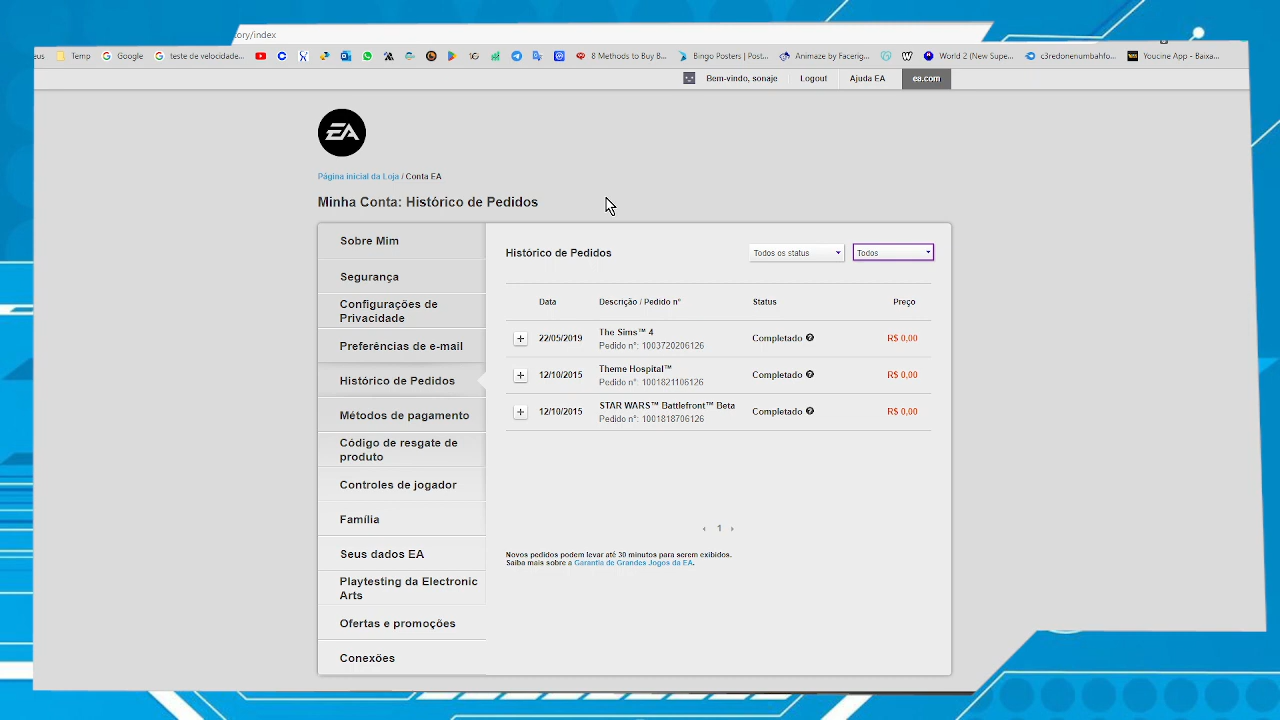 ory/index
eus
Temp
Google
teste de velocidade...
8 Methods to Buy B...
Bingo Posters | Post...
Animaze by Facerig...
World 2 (New Supe...
c3redonenumbahfo...
Youcine App - Baixa...
Bem-vindo, sonaje
Logout
Ajuda EA
ea.com
EA
Página inicial da Loja / Conta EA
Minha Conta: Histórico de Pedidos
Sobre Mim
Segurança
Configurações de
Privacidade
Preferências de e-mail
Histórico de Pedidos
Métodos de pagamento
Código de resgate de
produto
Controles de jogador
Família
Seus dados EA
Playtesting da Electronic
Arts
Ofertas e promoções
Conexões
Histórico de Pedidos
Todos os status
Todos
Data Descrição / Pedido n° Status Preço
22/05/2019 The Sims™ 4 Completado R$ 0,00
Pedido n°: 1003720206126
12/10/2015 Theme Hospital™ Completado R$ 0,00
Pedido n°: 1001821106126
12/10/2015 STAR WARS™ Battlefront™ Beta Completado R$ 0,00
Pedido n°: 1001818706126
1
Novos pedidos podem levar até 30 minutos para serem exibidos.
Saiba mais sobre a Garantia de Grandes Jogos da EA.